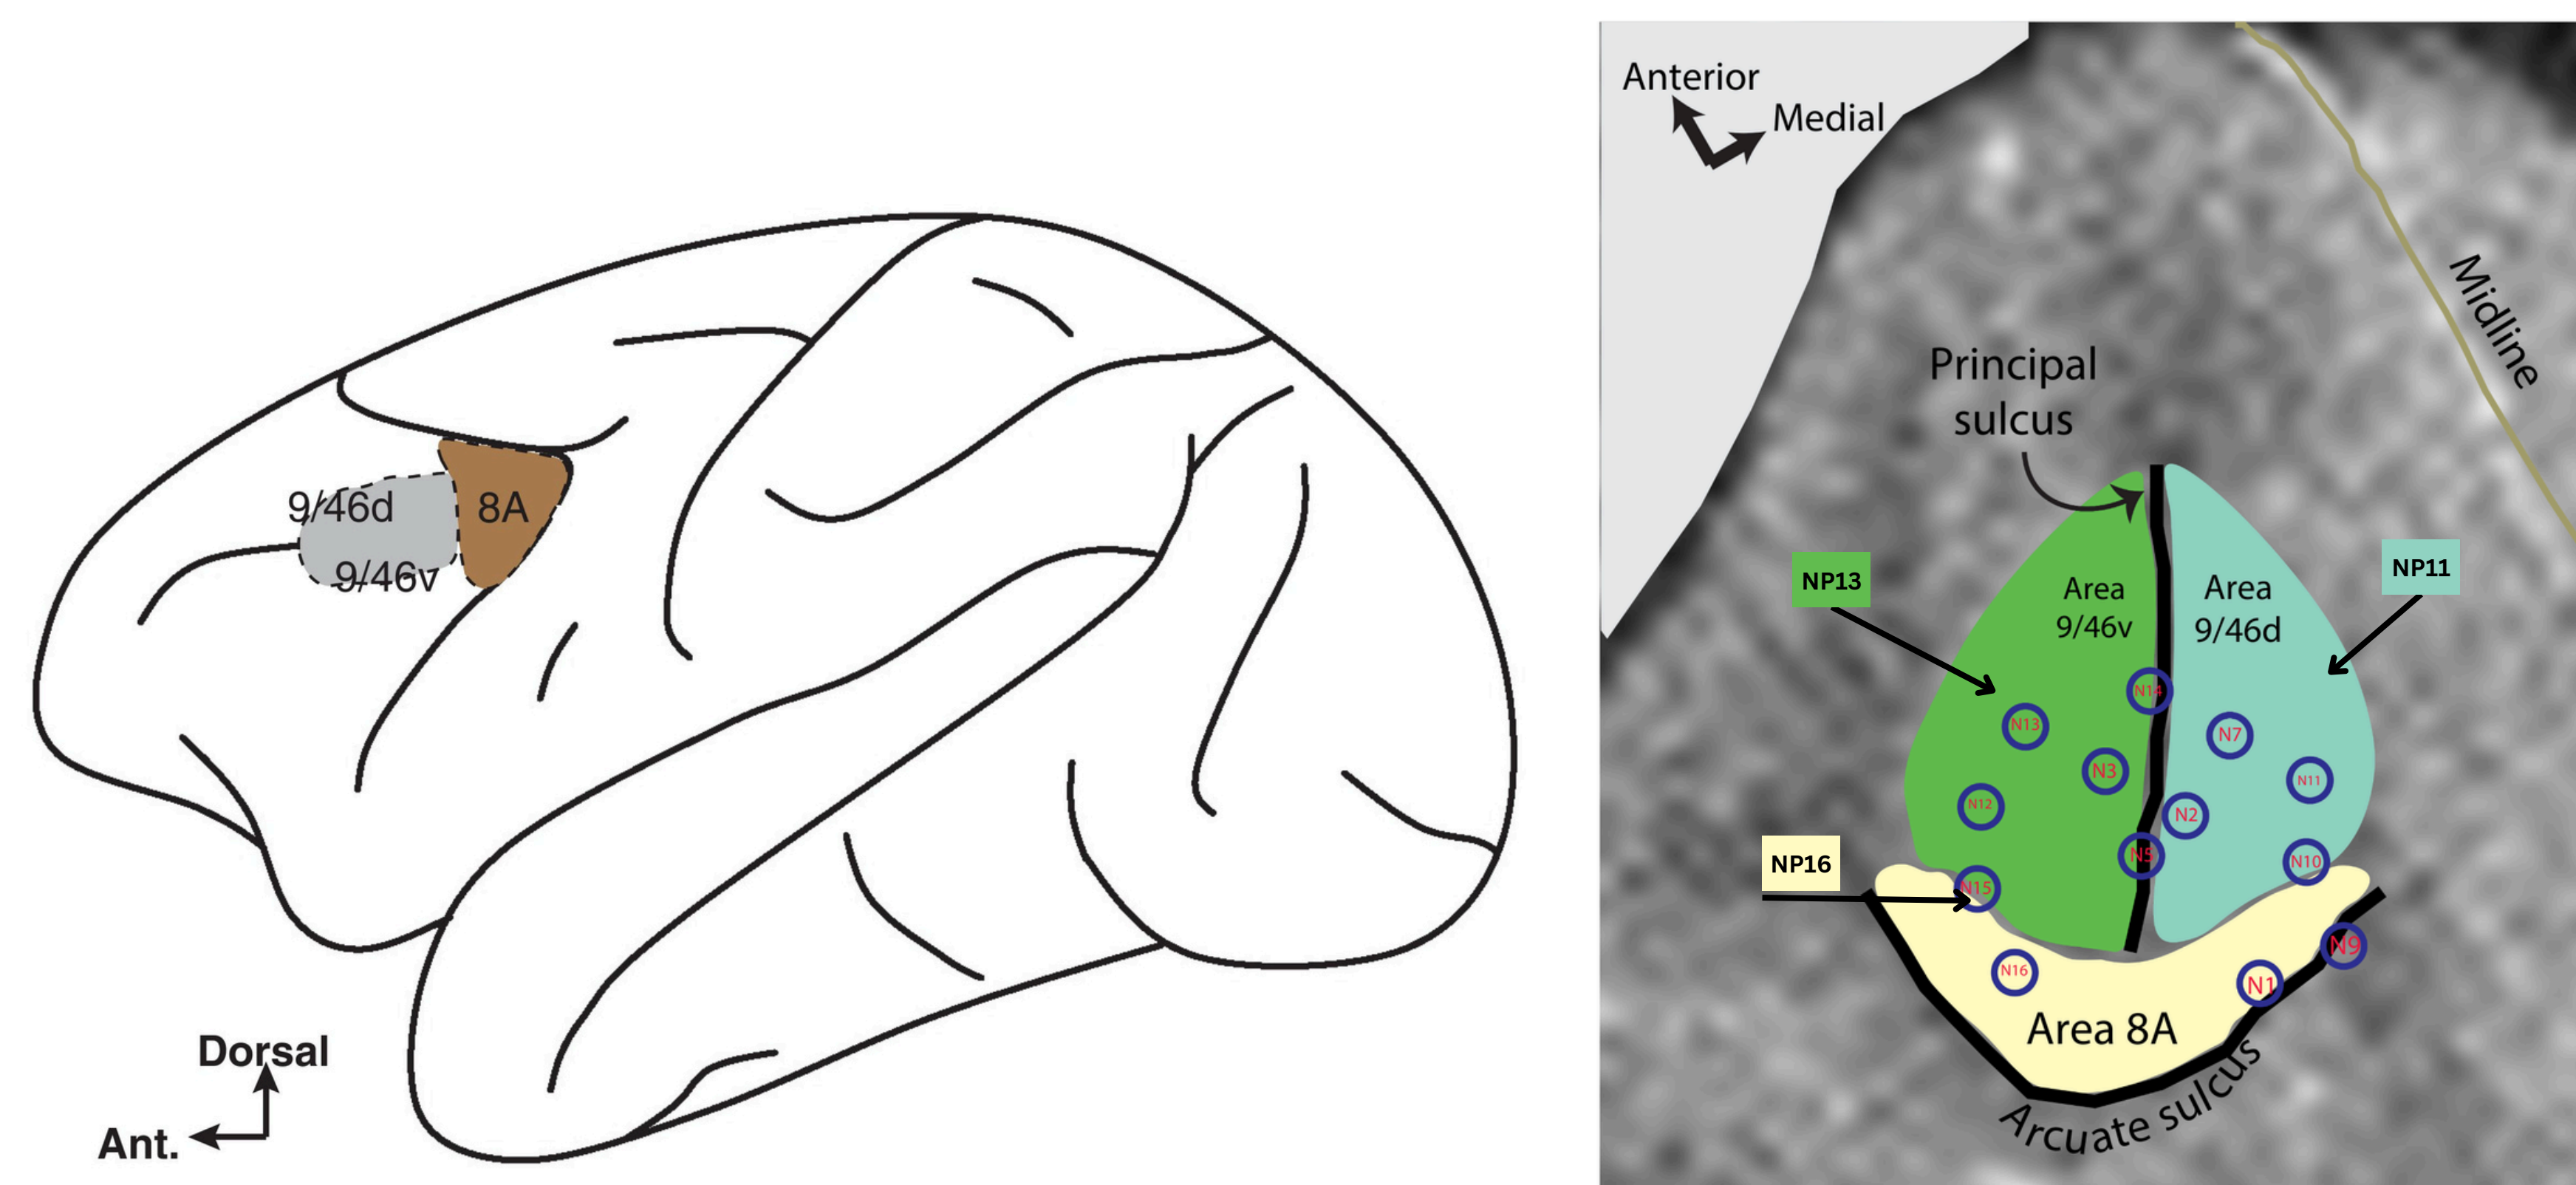 9/46d
8A
9/46v
Dorsal
Ant.
Anterior
Medial
Midline
Principal
sulcus
NP13
NP11
Area
9/46v
Area
9/46d
N14
N13
N7
N3
N11
N12
N2
NP16
N5
N10
N15
N9
N16
N1
Area 8A
Arcuate sulcus